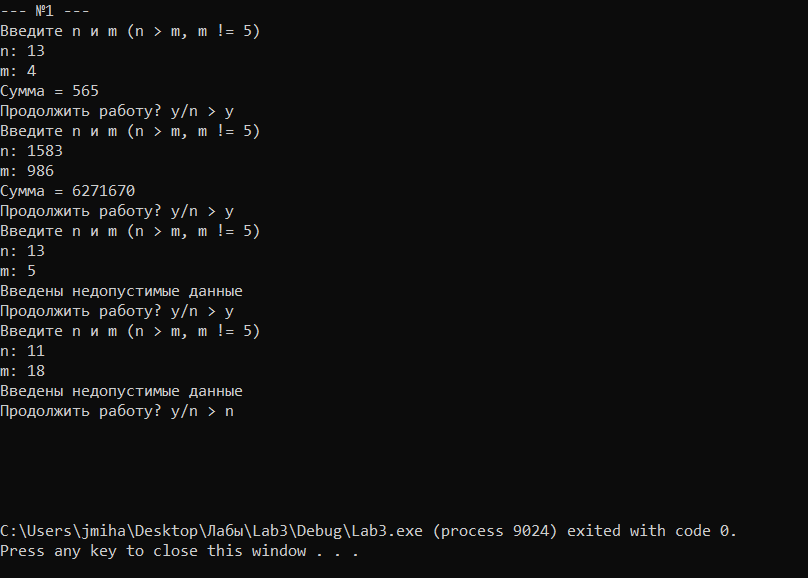 --- №1 ---
Введите n и m (n > m, m != 5)
n: 13
m: 4
Сумма = 565
Продолжить работу? y/n > y
Введите n и m (n > m, m != 5)
n: 1583
m: 986
Сумма = 6271670
Продолжить работу? y/n > y
Введите n и m (n > m, m != 5)
n: 13
m: 5
Введены недопустимые данные
Продолжить работу? y/n > y
Введите n и m (n > m, m != 5)
n: 11
m: 18
Введены недопустимые данные
Продолжить работу? y/n > n
C:\Users\jmiha\Desktop\Лабы\Lab3\Debug\Lab3.exe (process 9024) exited with code 0.
Press any key to close this window . . .